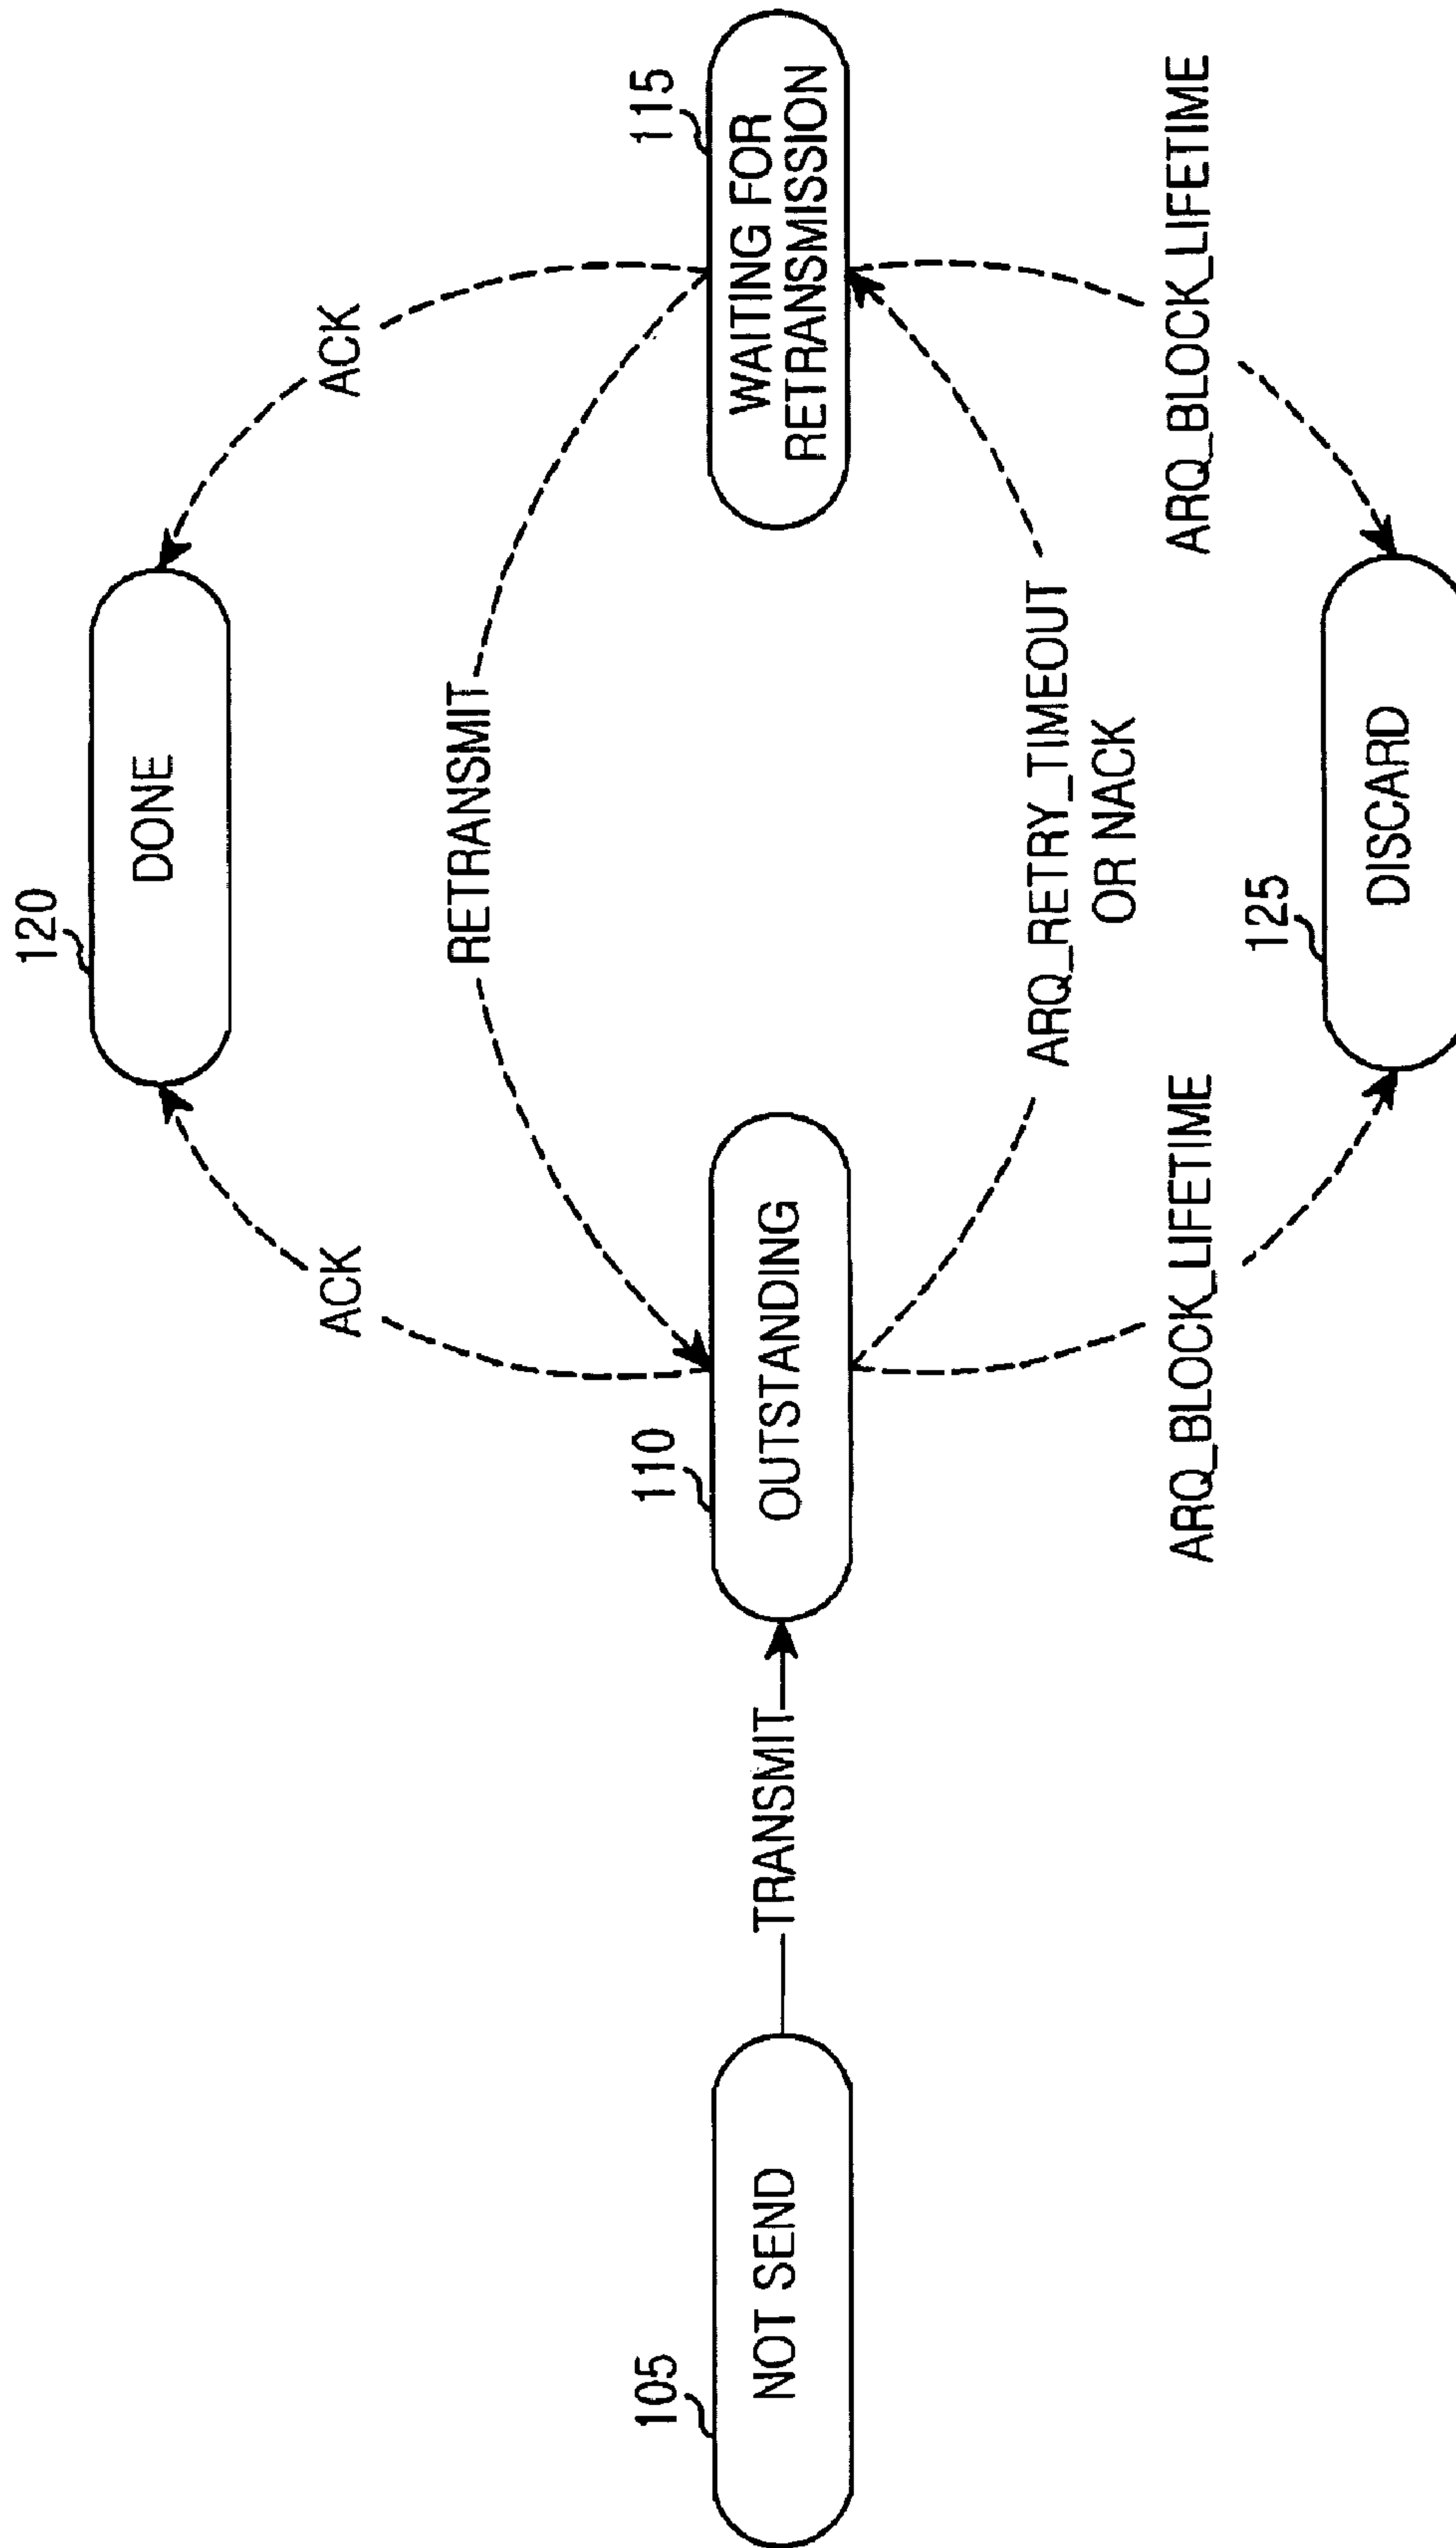 120
DONE
ACK
ACK
RETRANSMIT
105
NOT SEND
TRANSMIT
110
OUTSTANDING
115
WAITING FOR
RETRANSMISSION
ARQ_RETRY_TIMEOUT
OR NACK
ARQ_BLOCK_LIFETIME
ARQ_BLOCK_LIFETIME
125
DISCARD